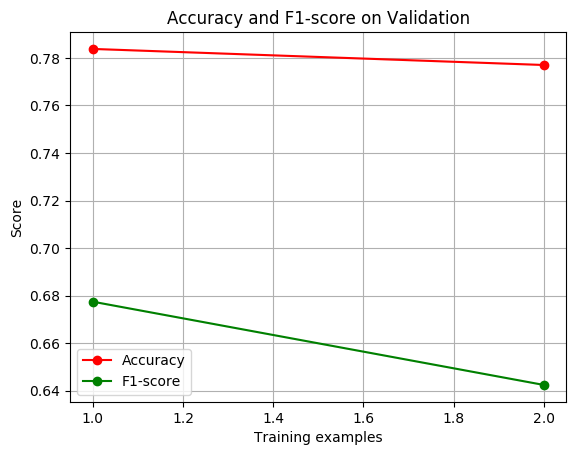 Accuracy and F1-score on Validation
Score
0.78
0.76
0.74
0.72
0.70
0.68
0.66
0.64
Accuracy
F1-score
1.0 1.2 1.4 1.6 1.8 2.0
Training examples